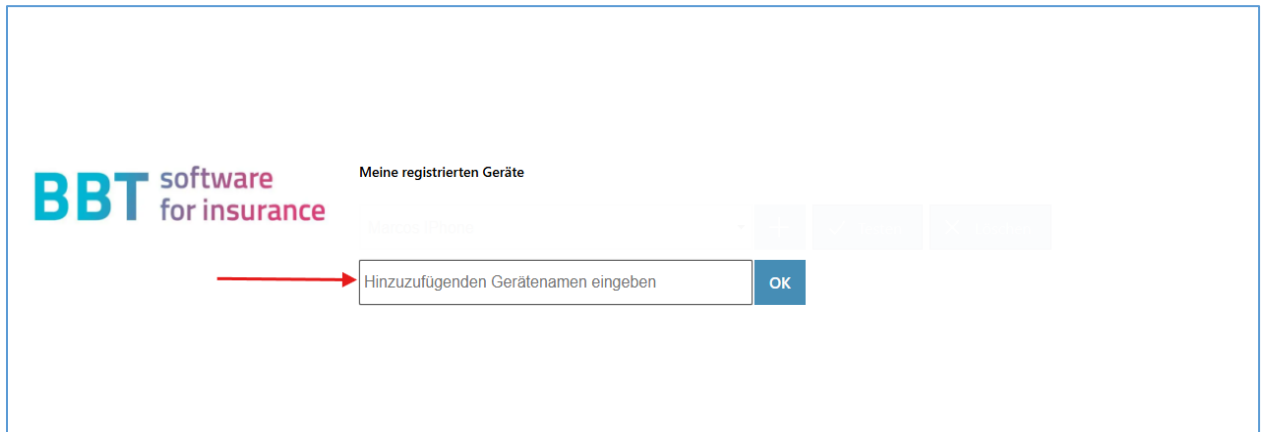 BBT software
for insurance
Meine registrierten Geräte
Hinzuzufügenden Gerätenamen eingeben
OK